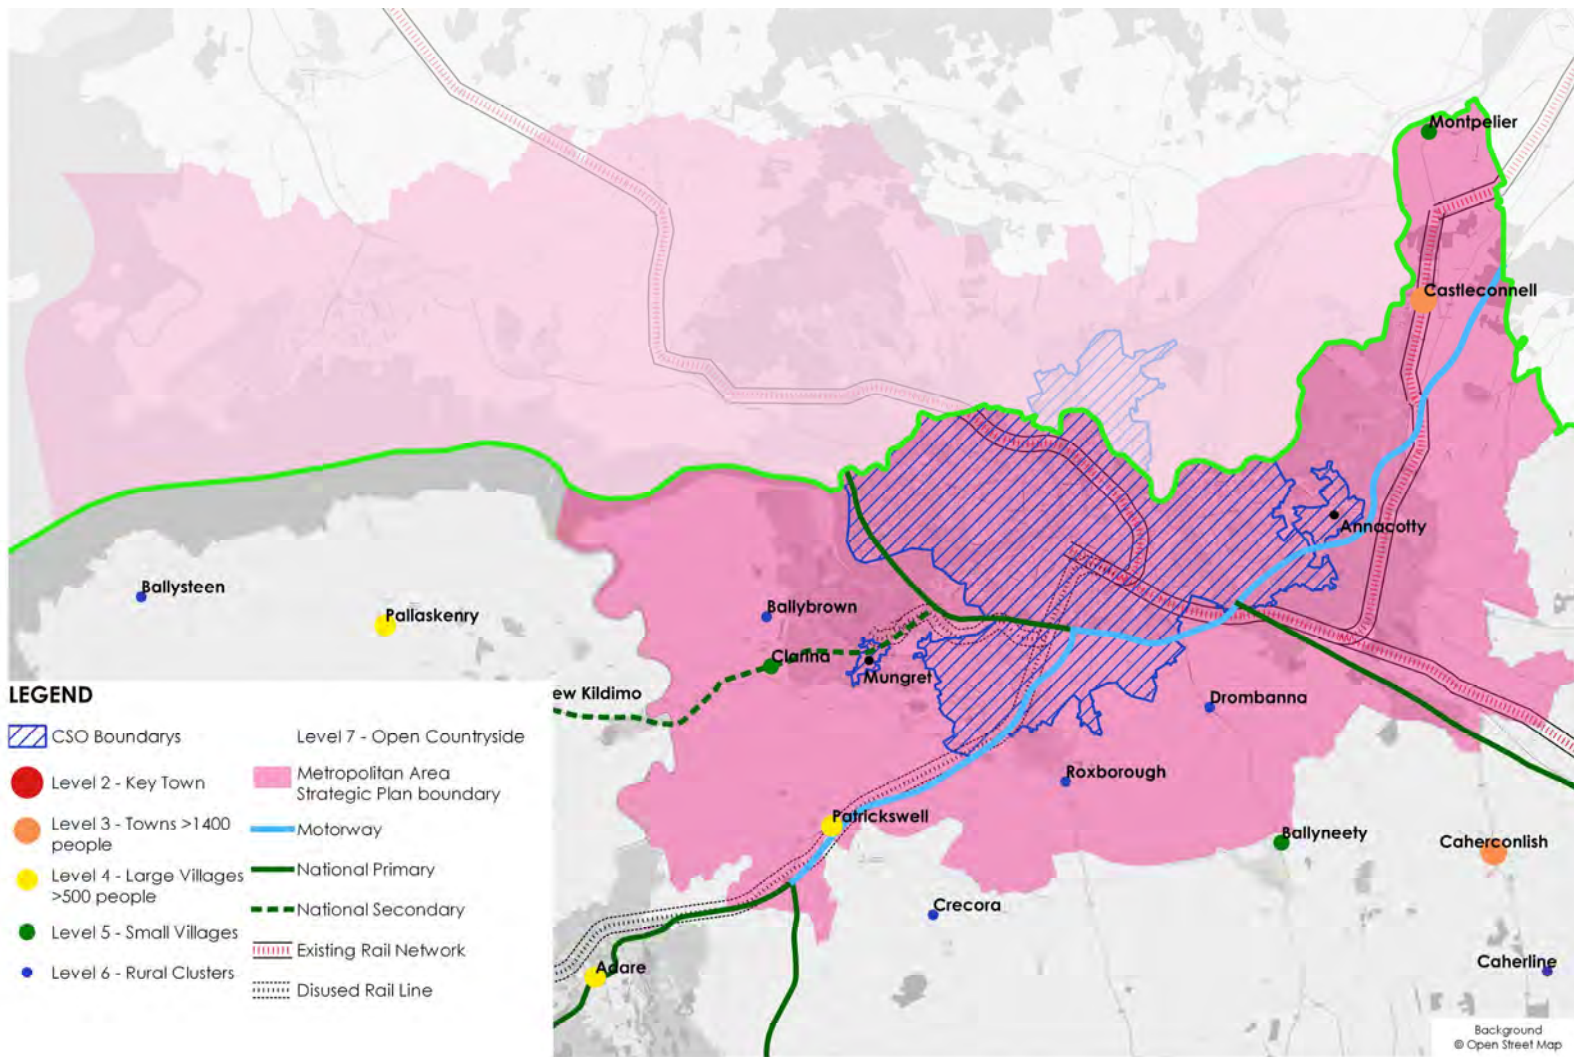 Montpelier
Castleconnell
Annacotty
Ballysteen
Pallaskenry
Ballybrown
Clarina
Mungret
ew Kildimo
Drombanna
Roxborough
Patrickswell
Ballyneety
Caherconlish
Crecora
Caherline
Adare
LEGEND
CSO Boundarys
Level 2 - Key Town
Level 3 - Towns >1400
people
Level 4 - Large Villages
>500 people
Level 5 - Small Villages
Level 6 - Rural Clusters
Level 7 - Open Countryside
Metropolitan Area
Strategic Plan boundary
Motorway
National Primary
National Secondary
Existing Rail Network
Disused Rail Line
Background
© Open Street Map